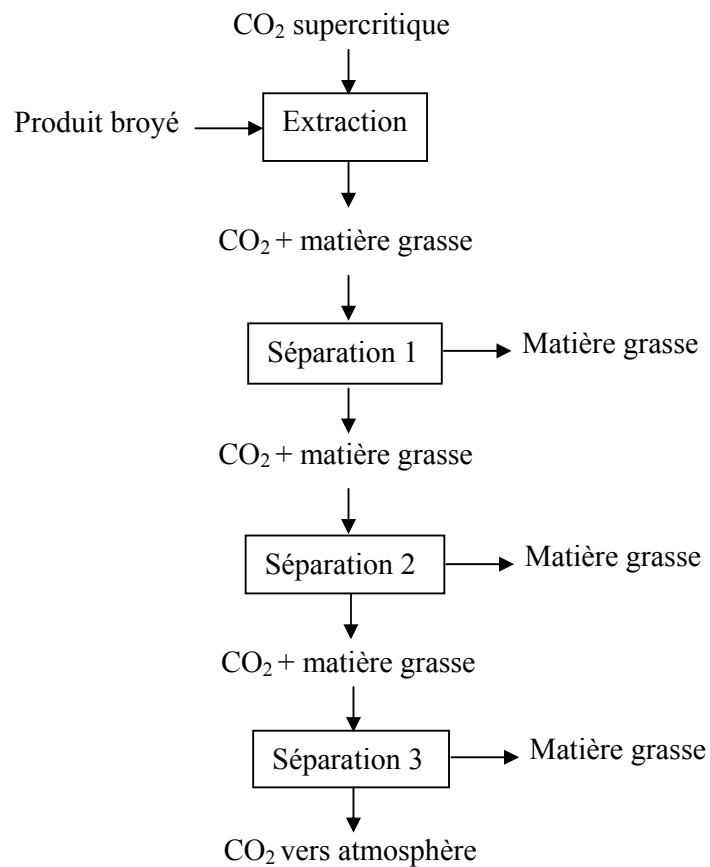 CO₂ supercritique
Produit broyé
Extraction
CO₂ + matière grasse
Séparation 1
Matière grasse
CO₂ + matière grasse
Séparation 2
Matière grasse
CO₂ + matière grasse
Séparation 3
Matière grasse
CO₂ vers atmosphère